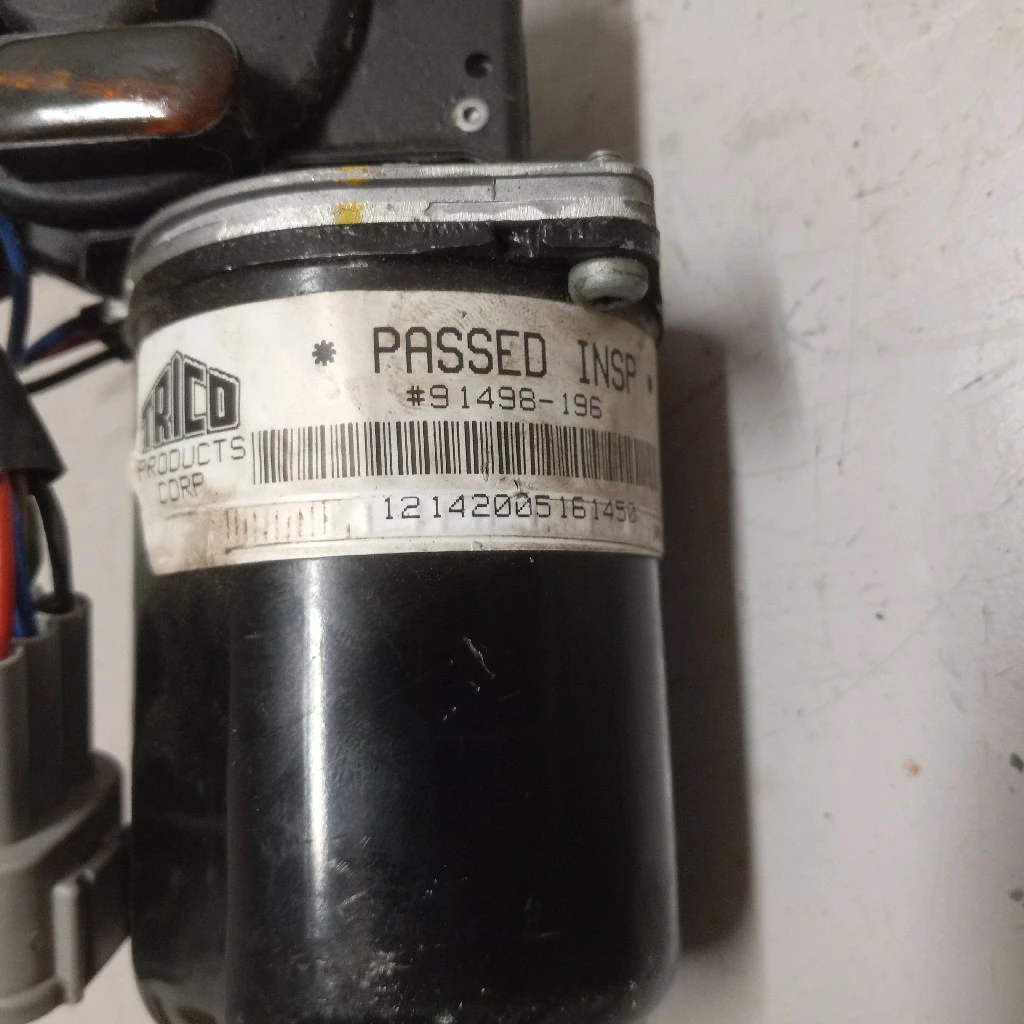 * PASSED INSP *
#91498-196
TRICO
PRODUCTS
CORP
12142005161450